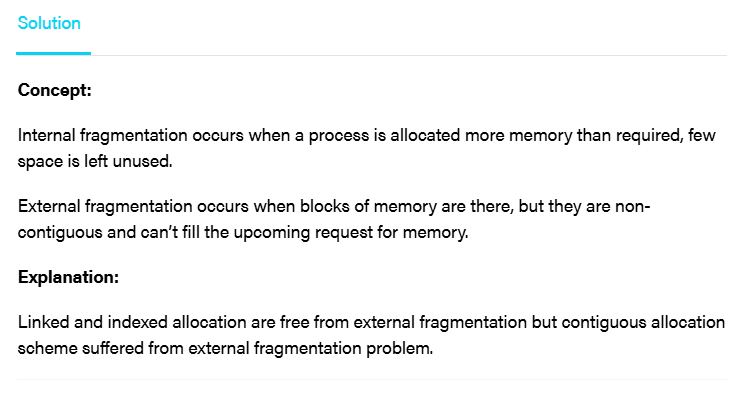 Solution
Concept:
Internal fragmentation occurs when a process is allocated more memory than required, few
space is left unused.
External fragmentation occurs when blocks of memory are there, but they are non-
contiguous and can’t fill the upcoming request for memory.
Explanation:
Linked and indexed allocation are free from external fragmentation but contiguous allocation
scheme suffered from external fragmentation problem.